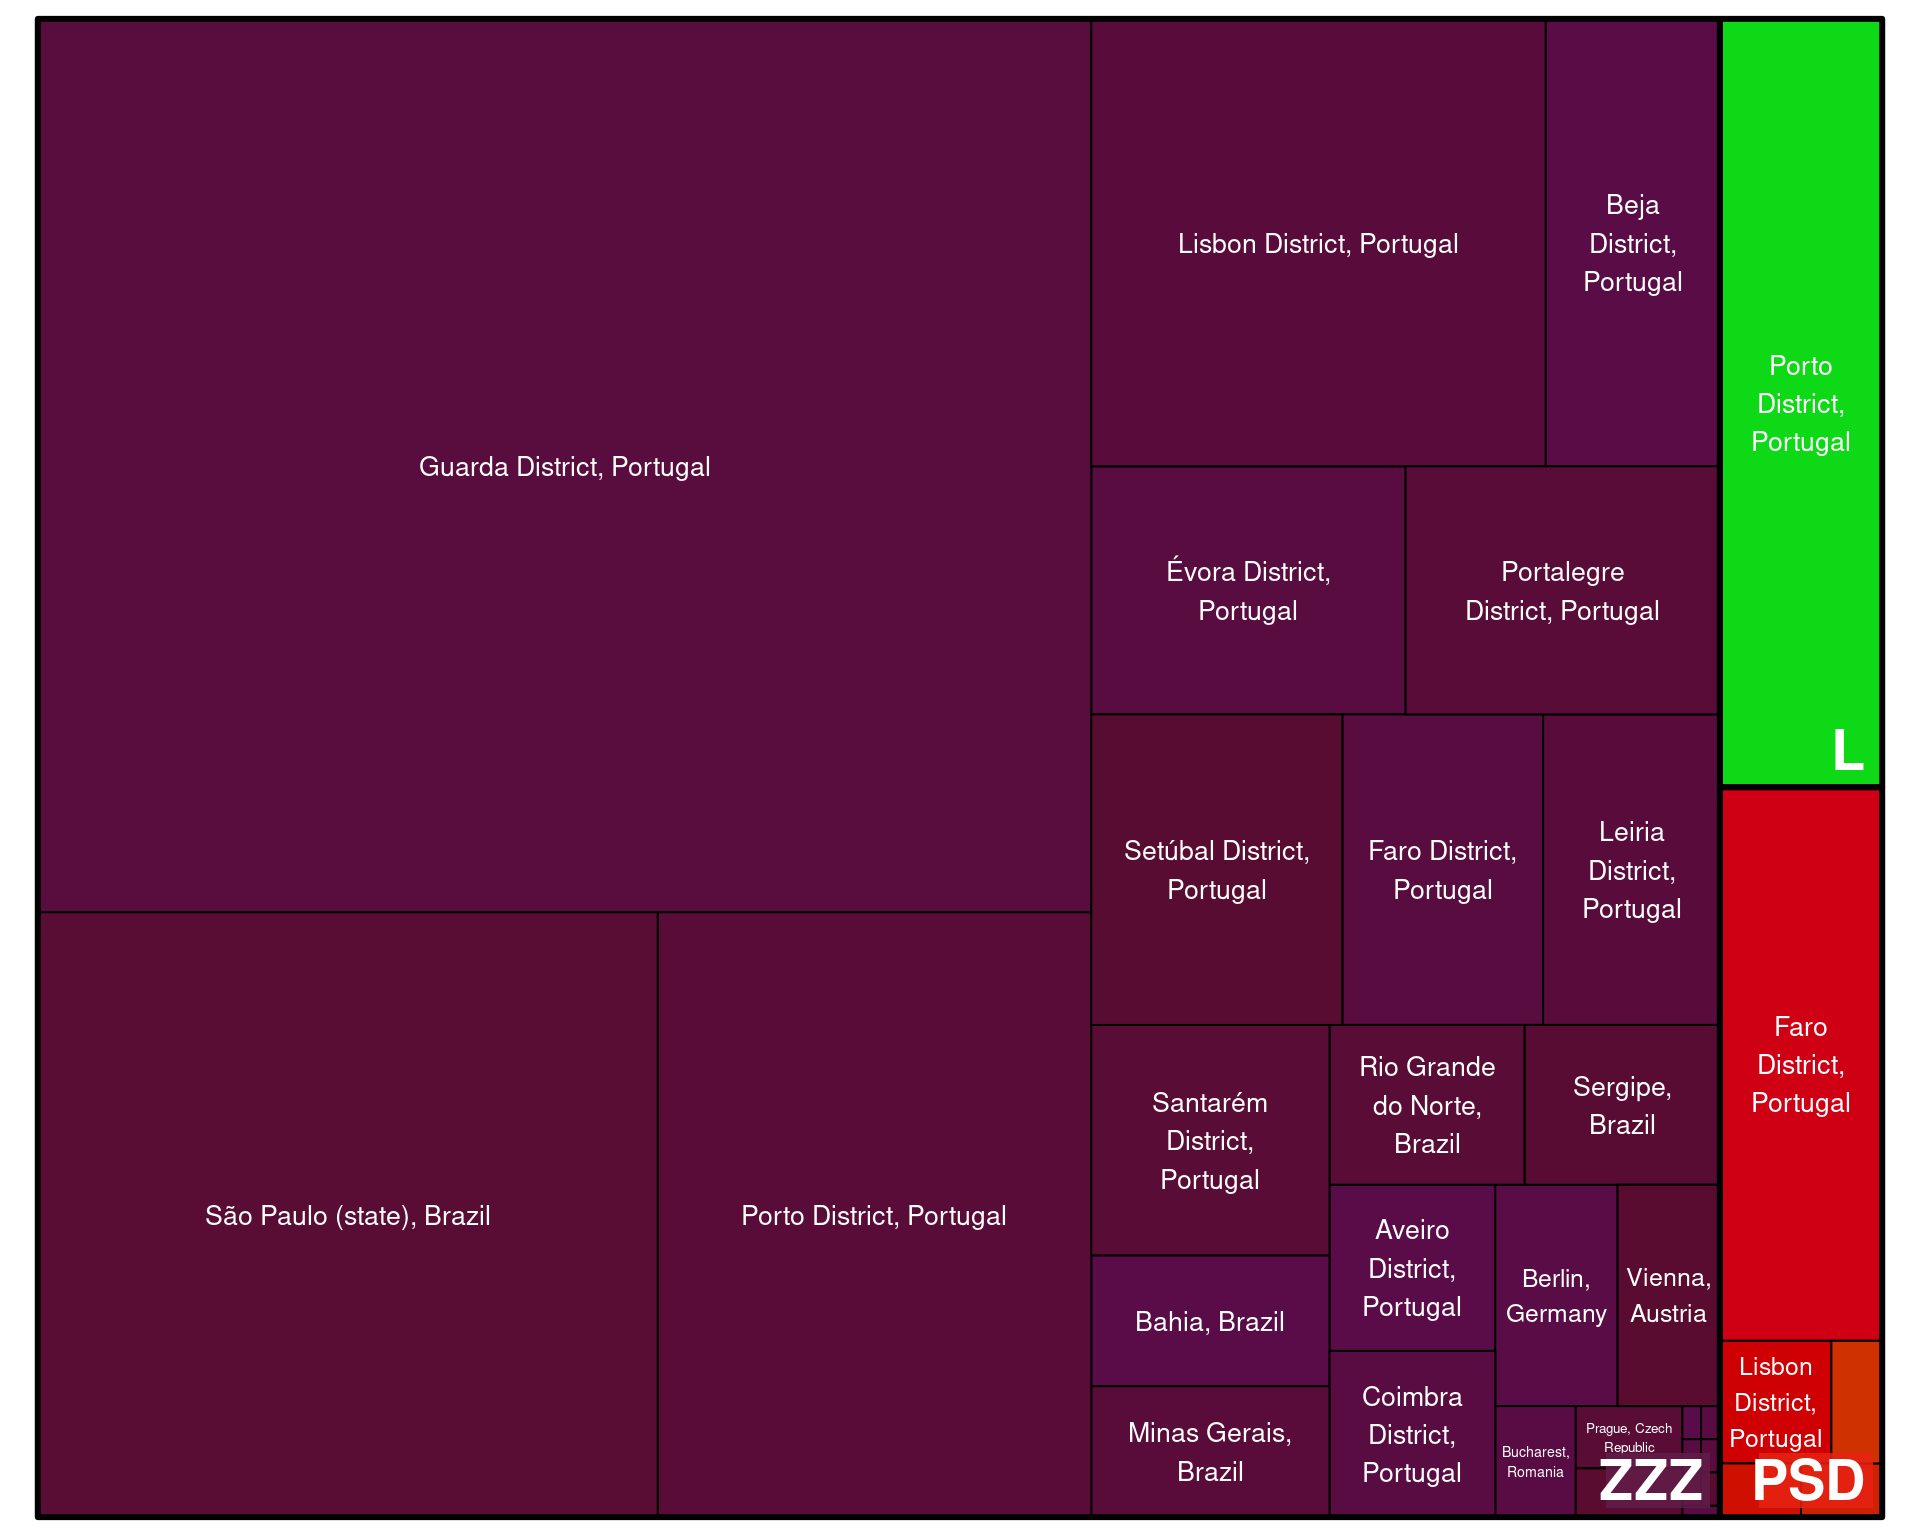 Guarda District, Portugal
São Paulo (state), Brazil
Porto District, Portugal
Lisbon District, Portugal
Beja
District,
Portugal
Évora District,
Portugal
Portalegre
District, Portugal
Setúbal District,
Portugal
Faro District,
Portugal
Leiria
District,
Portugal
Santarém
District,
Portugal
Rio Grande
do Norte,
Brazil
Sergipe,
Brazil
Bahia, Brazil
Minas Gerais,
Brazil
Aveiro
District,
Portugal
Coimbra
District,
Portugal
Berlin,
Germany
Vienna,
Austria
Bucharest,
Romania
Prague, Czech
Republic
ZZZ
Porto
District,
Portugal
L
Faro
District,
Portugal
Lisbon
District,
Portugal
PSD